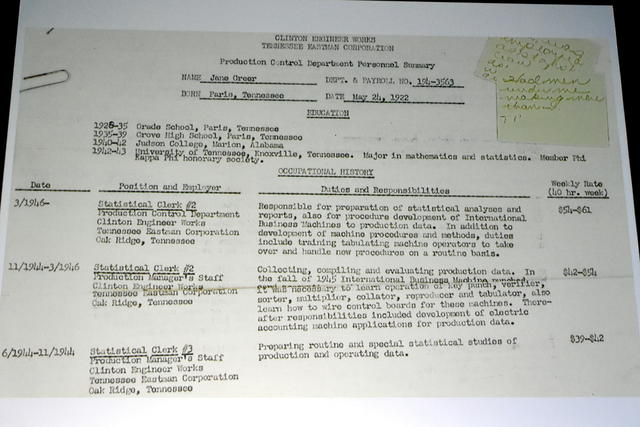 CLINTON ENGINEER WORKS
TENNESSEE EASTMAN CORPORATION
Production Control Department Personnel Summary
NAME Jane Greer DEPT. & PAYROLL NO. 194-3563
BORN Paris, Tennessee DATE May 24, 1922
EDUCATION
1928-35 Grade School, Paris, Tennessee
1935-39 Grove High School, Paris, Tennessee
1940-42 Judson College, Marion, Alabama
1942-43 University of Tennessee, Knoxville, Tennessee. Major in mathematics and statistics. Member Phi
Kappa Phi honorary society.
OCCUPATIONAL HISTORY
Date Position and Employer Duties and Responsibilities Weekly Rate
(40 hr. week)
3/1946- Statistical Clerk #2 Responsible for preparation of statistical analyses and $54-$61
Production Control Department reports, also for procedure development of International
Clinton Engineer Works Business Machines to production data. In addition to
Tennessee Eastman Corporation development of machine procedures and methods, duties
Oak Ridge, Tennessee include training tabulating machine operators to take
over and handle new procedures on a routine basis.
11/1944-3/1946 Statistical Clerk #2 Collecting, compiling and evaluating production data. In $42-$54
Production Manager's Staff the fall of 1945 International Business Machine
Clinton Engineer Works it was necessary to learn operation of key punch, verifier,
Tennessee Eastman Corporation sorter, multiplier, collator, reproducer and tabulator, also
Oak Ridge, Tennessee learn how to wire control boards for these machines. There-
after responsibilities included development of electric
accounting machine applications for production data.
6/1944-11/1944 Statistical Clerk #3 Preparing routine and special statistical studies of $39-$42
Production Manager's Staff production and operating data.
Clinton Engineer Works
Tennessee Eastman Corporation
Oak Ridge, Tennessee
Had men
under me
making more
than